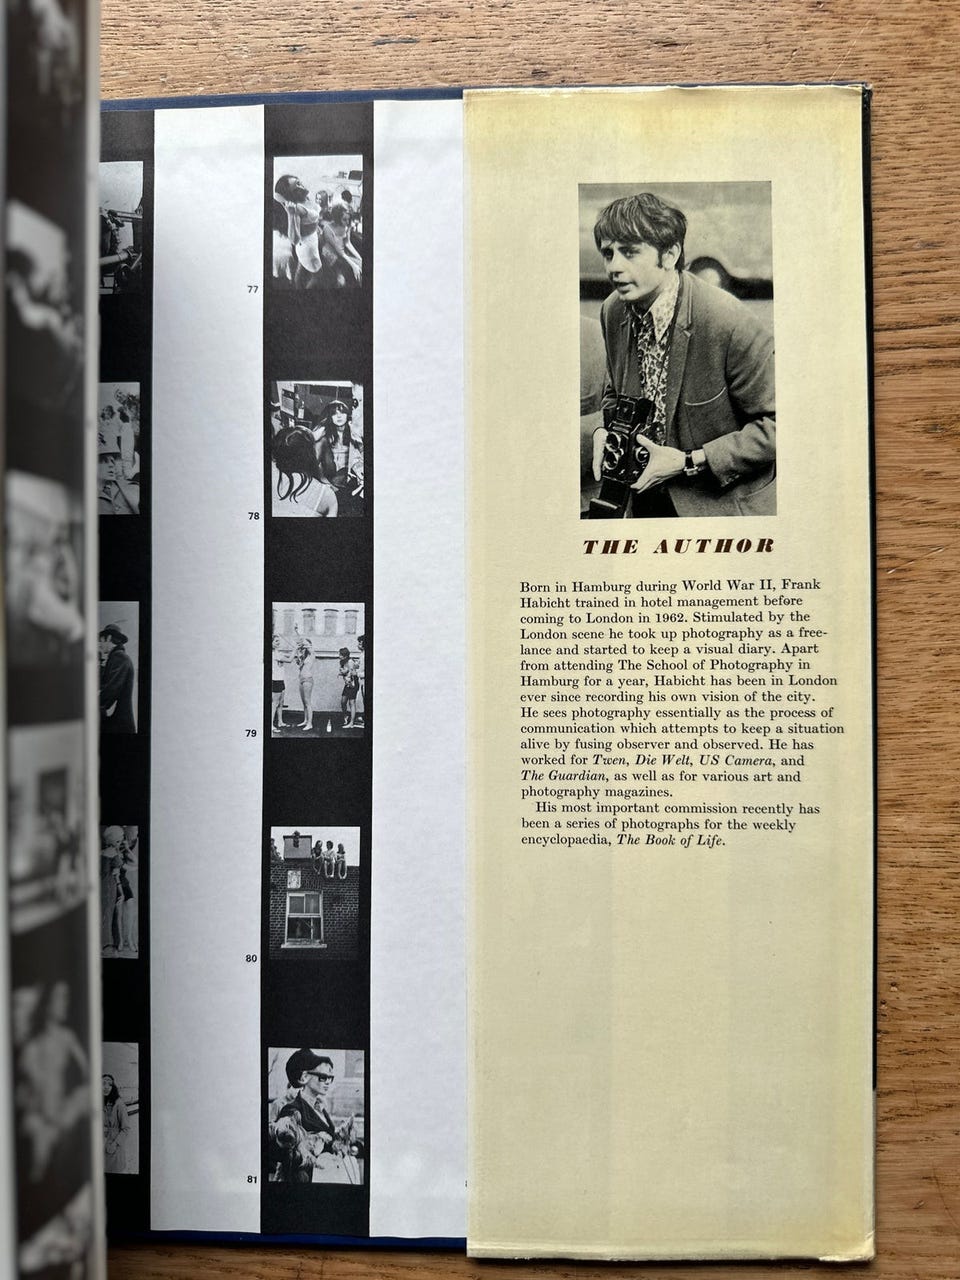 77
78
79
80
81
THE AUTHOR
Born in Hamburg during World War II, Frank
Habicht trained in hotel management before
coming to London in 1962. Stimulated by the
London scene he took up photography as a free-
lance and started to keep a visual diary. Apart
from attending The School of Photography in
Hamburg for a year, Habicht has been in London
ever since recording his own vision of the city.
He sees photography essentially as the process of
communication which attempts to keep a situation
alive by fusing observer and observed. He has
worked for Twen, Die Welt, US Camera, and
The Guardian, as well as for various art and
photography magazines.
His most important commission recently has
been a series of photographs for the weekly
encyclopaedia, The Book of Life.